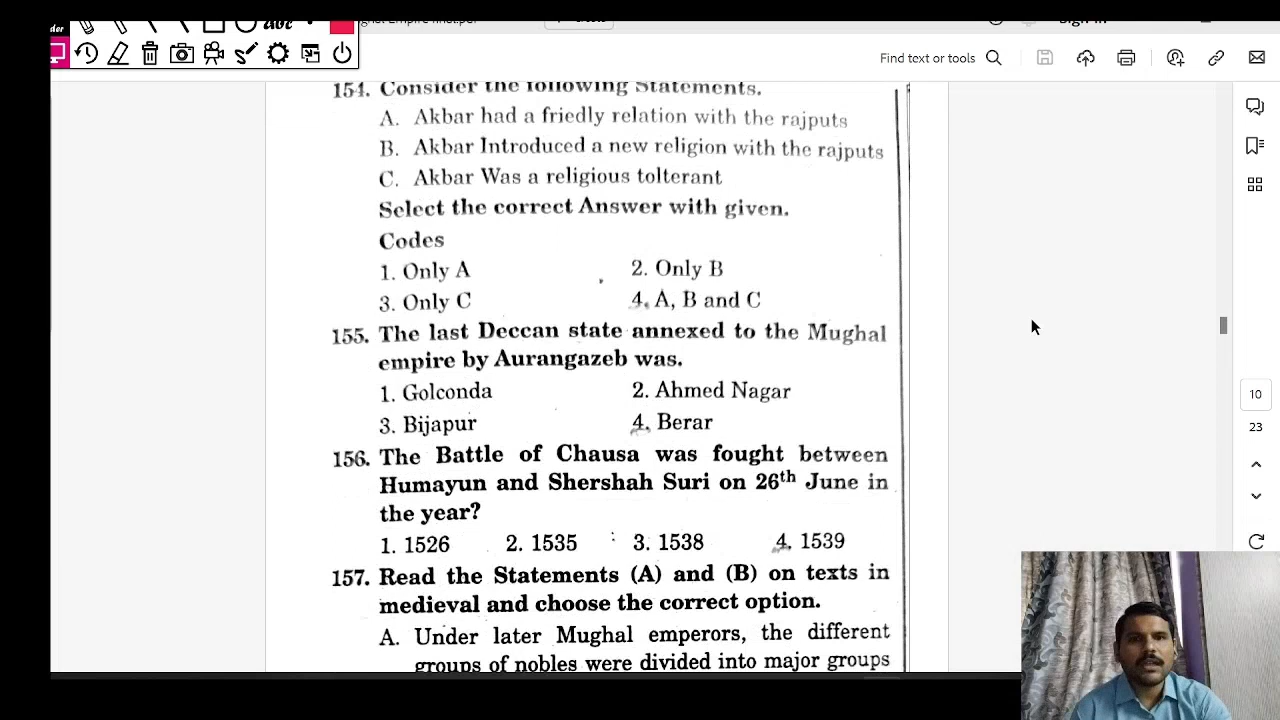 der
abc
Find text or tools
154. Consider the following Statements.
A. Akbar had a friedly relation with the rajputs
B. Akbar Introduced a new religion with the rajputs
C. Akbar Was a religious tolterant
Select the correct Answer with given.
Codes
1. Only A 2. Only B
3. Only C 4. A, B and C
155. The last Deccan state annexed to the Mughal
empire by Aurangazeb was.
1. Golconda 2. Ahmed Nagar
3. Bijapur 4. Berar
156. The Battle of Chausa was fought between
Humayun and Shershah Suri on 26th June in
the year?
1. 1526 2. 1535 3. 1538 4. 1539
157. Read the Statements (A) and (B) on texts in
medieval and choose the correct option.
A. Under later Mughal emperors, the different
groups of nobles were divided into major groups
10
23